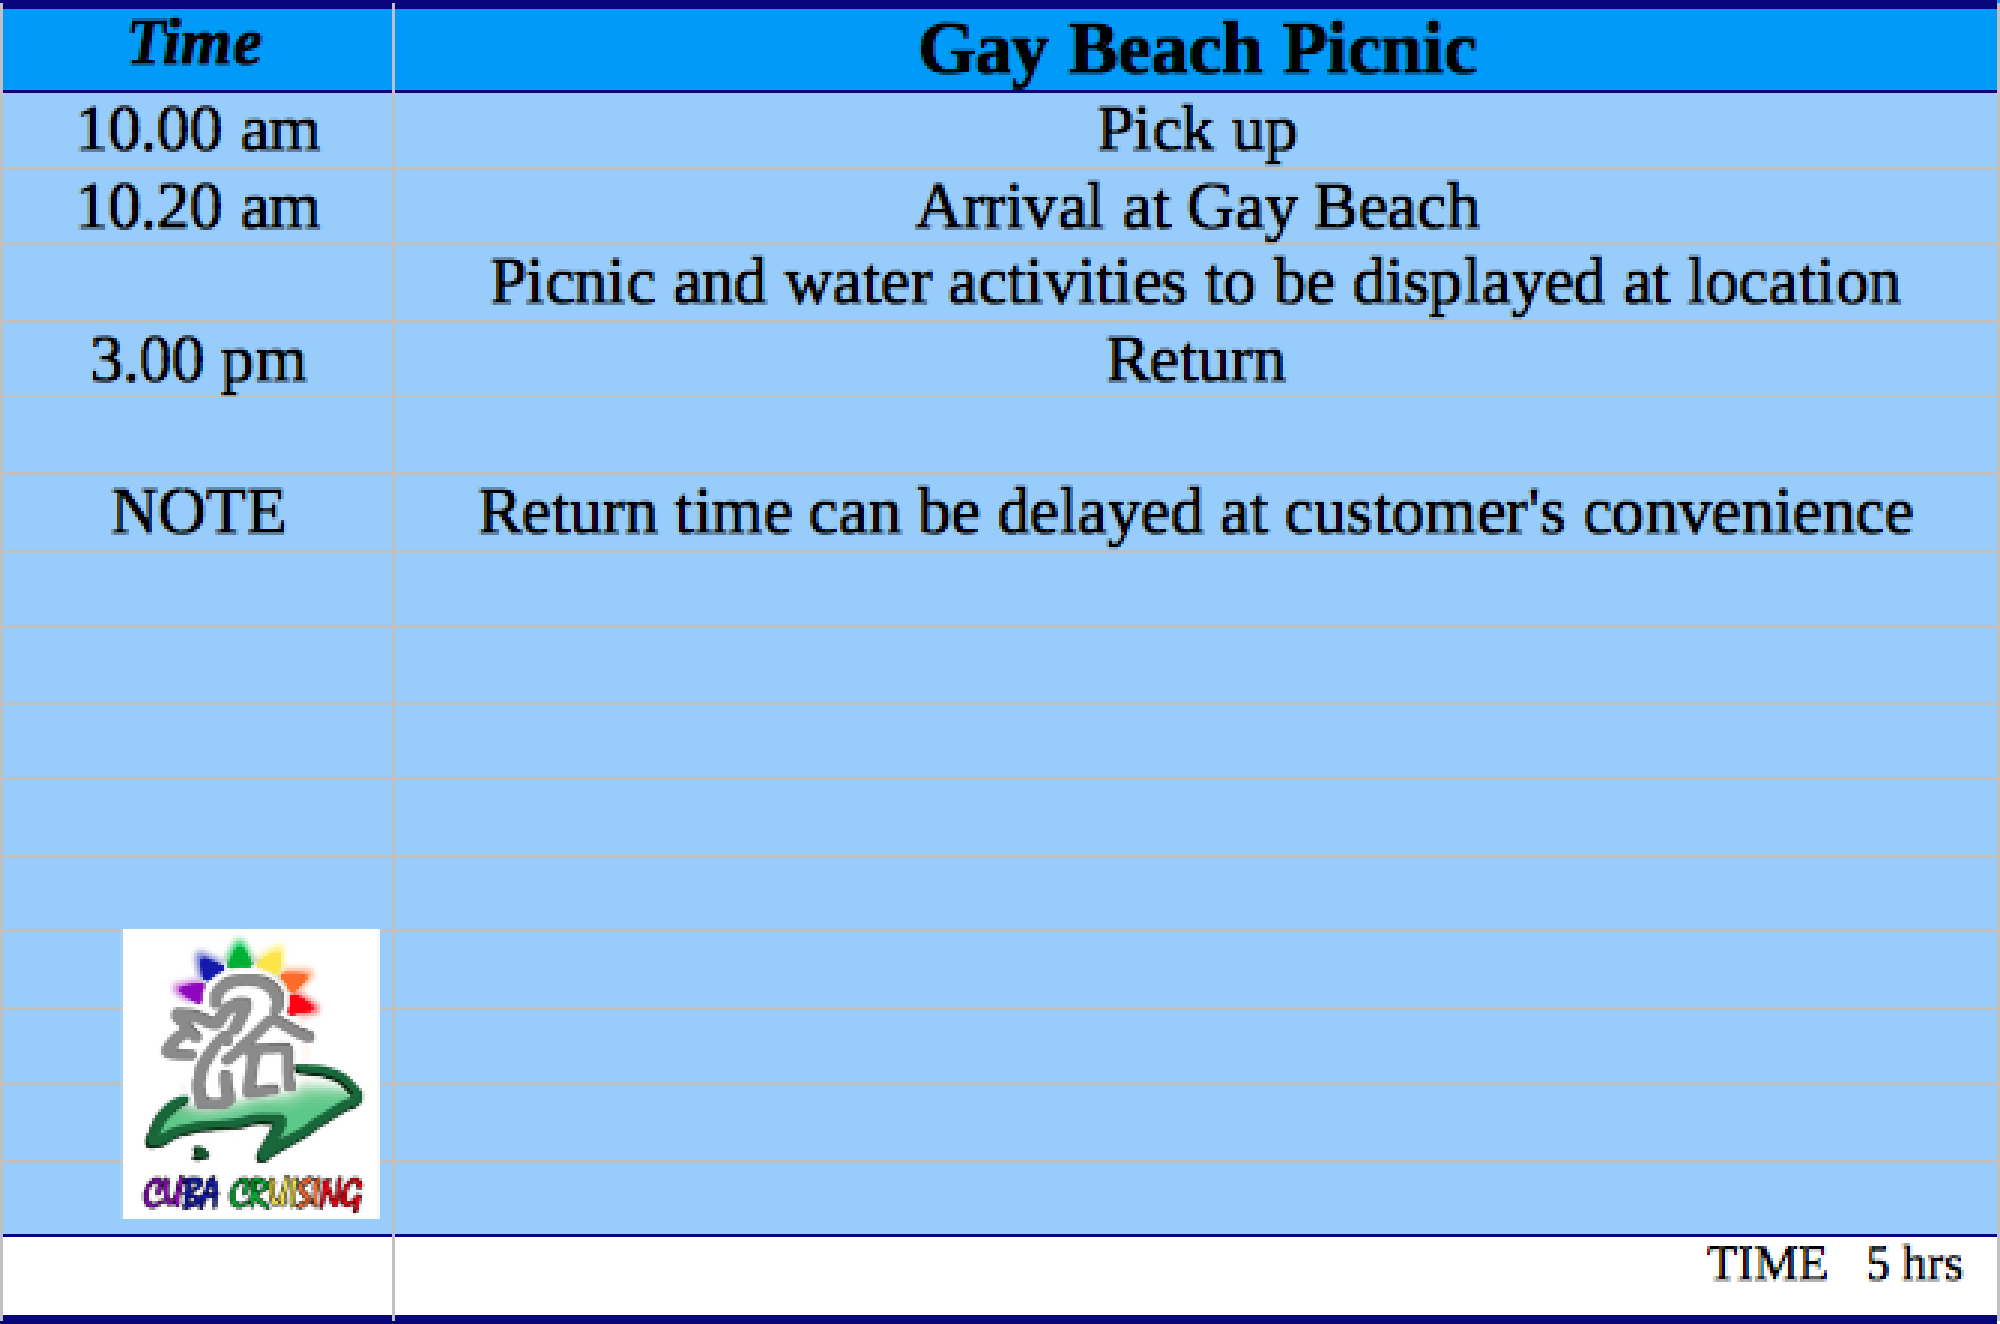 Time Gay Beach Picnic
10.00 am Pick up
10.20 am Arrival at Gay Beach
Picnic and water activities to be displayed at location
3.00 pm Return
NOTE Return time can be delayed at customer's convenience
CUBA CRUISING
TIME 5 hrs